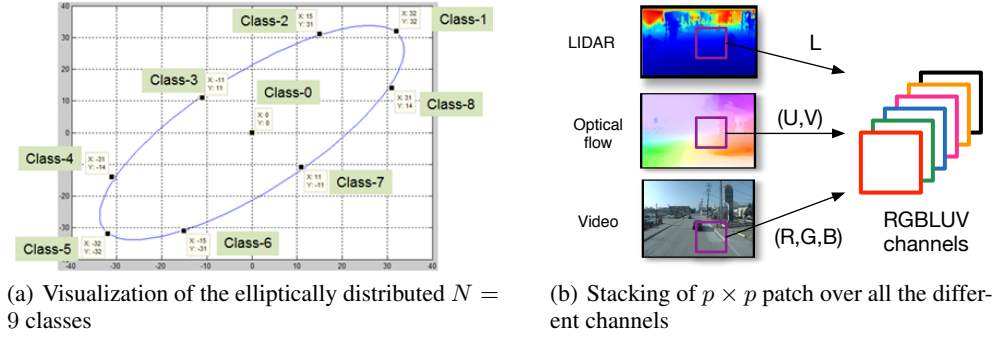 Class-2
X: 15
Y: 31
X: 32
Y: 32
Class-1
Class-3
X: -11
Y: 11
Class-0
X: 0
Y: 0
X: 31
Y: 14
Class-8
Class-4
X: -31
Y: -14
X: 11
Y: -11
Class-7
Class-5
X: -32
Y: -32
X: -15
Y: -31
Class-6
40
30
20
10
0
-10
-20
-30
-40 -30 -20 -10 0 10 20 30 40
LIDAR
L
Optical
flow
(U,V)
Video
(R,G,B)
RGBLUV
channels
(a) Visualization of the elliptically distributed N =
9 classes
(b) Stacking of p × p patch over all the differ-
ent channels